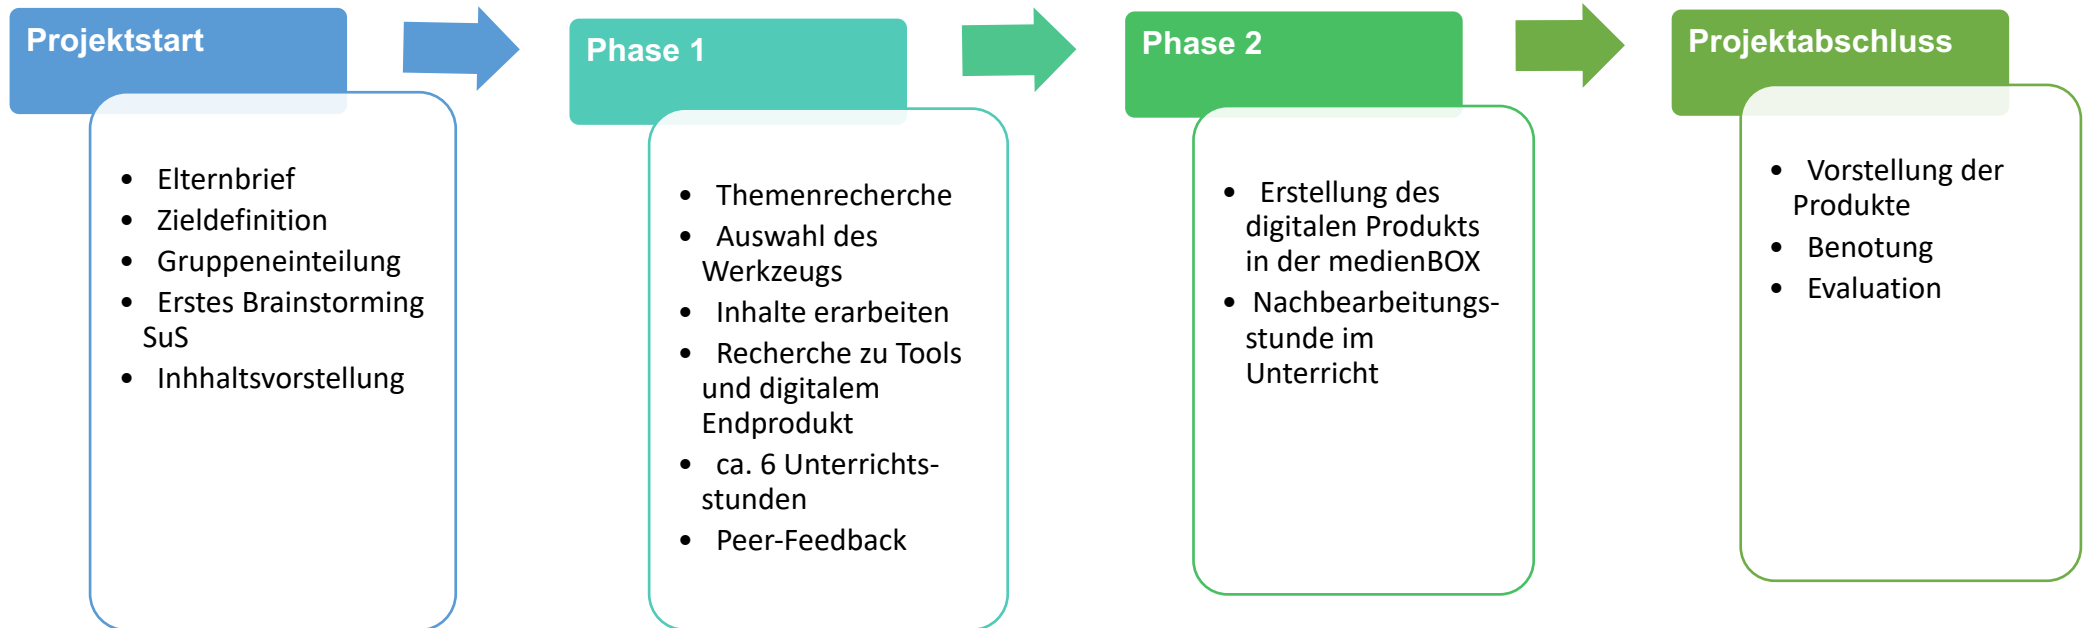 Projektstart
• Elternbrief
• Zieldefinition
• Gruppeneinteilung
• Erstes Brainstorming
SuS
• Inhhaltsvorstellung
Phase 1
• Themenrecherche
• Auswahl des
Werkzeugs
• Inhalte erarbeiten
• Recherche zu Tools
und digitalem
Endprodukt
• ca. 6 Unterrichts-
stunden
• Peer-Feedback
Phase 2
• Erstellung des
digitalen Produkts
in der medienBOX
• Nachbearbeitungs-
stunde im
Unterricht
Projektabschluss
• Vorstellung der
Produkte
• Benotung
• Evaluation